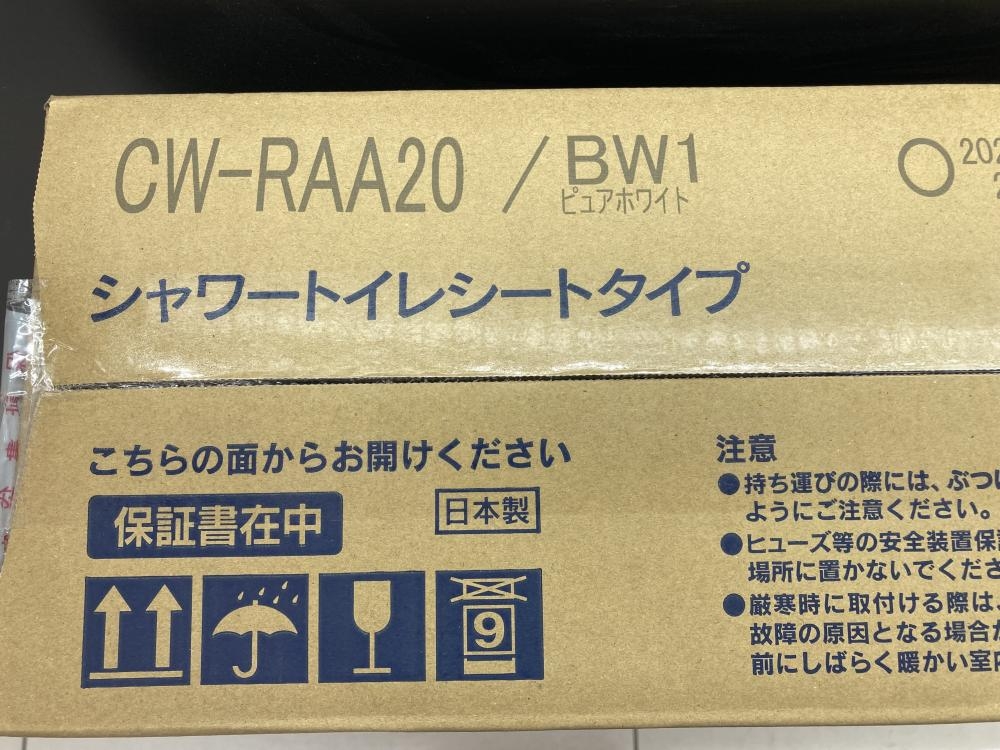 CW-RAA20 / BW1
ピュアホワイト
シャワートイレシートタイプ
こちらの面からお開けください
保証書在中
日本製
9
注意
●持ち運びの際には、ぶつ
ようにご注意ください。
●ヒューズ等の安全装置保
場所に置かないでくださ
●厳寒時に取付ける際は、
故障の原因となる場合
前にしばらく暖かい室